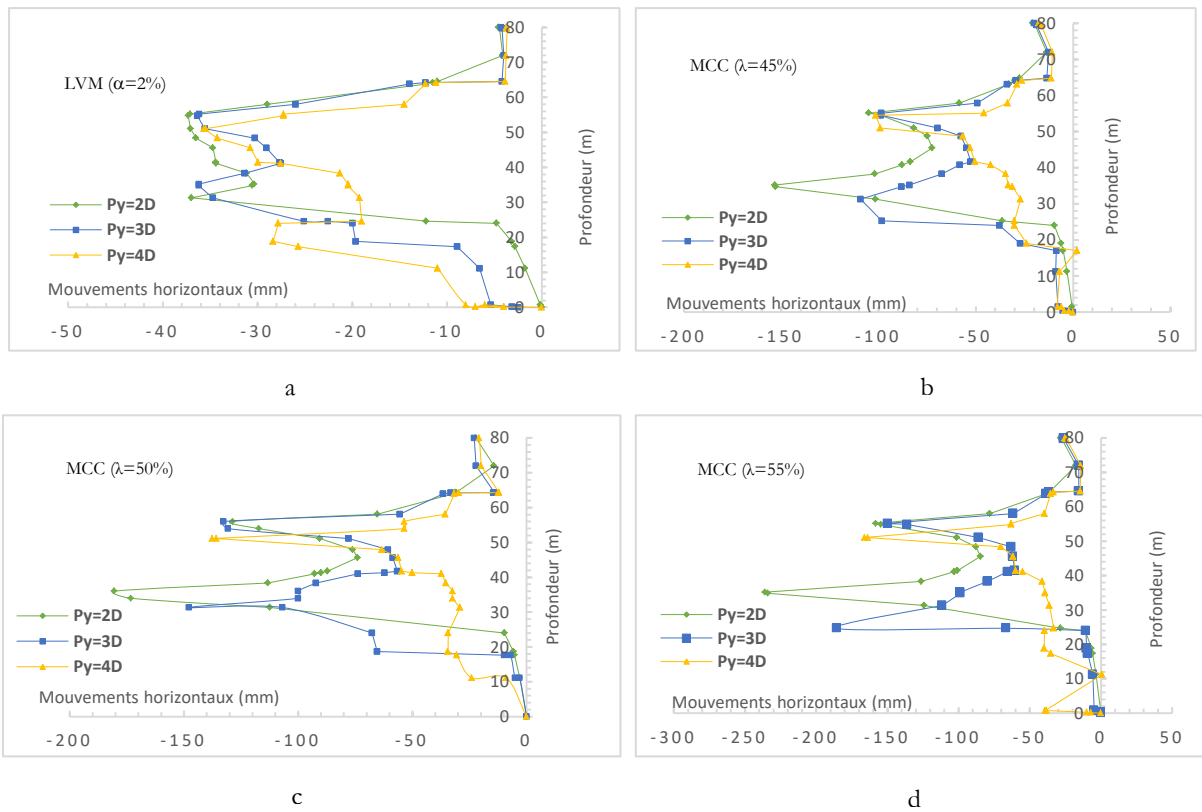 LVM (α=2%)
Py=2D
Py=3D
Py=4D
Mouvements horizontaux (mm)
Profondeur (m)
80
70
60
50
40
30
20
10
0
-50
-40
-30
-20
-10
0
a
MCC (λ=45%)
Py=2D
Py=3D
Py=4D
Mouvements horizontaux (mm)
Profondeur (m)
80
70
60
50
40
30
20
10
0
-200
-150
-100
-50
0
b
MCC (λ=50%)
Py=2D
Py=3D
Py=4D
Mouvements horizontaux (mm)
Profondeur (m)
80
70
60
50
40
30
20
10
0
-200
-150
-100
-50
0
c
MCC (λ=55%)
Py=2D
Py=3D
Py=4D
Mouvements horizontaux (mm)
Profondeur (m)
80
70
60
50
40
30
20
10
0
-300
-250
-200
-150
-100
-50
0
50
d